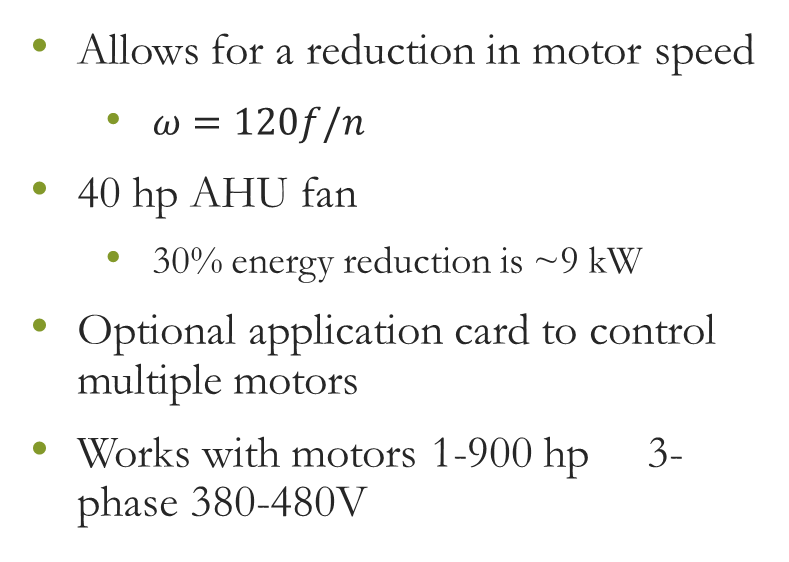 • Allows for a reduction in motor speed
• 𝜔 = 120𝑓/𝑛
• 40 hp AHU fan
• 30% energy reduction is ~9 kW
• Optional application card to control
multiple motors
• Works with motors 1-900 hp 3-
phase 380-480V